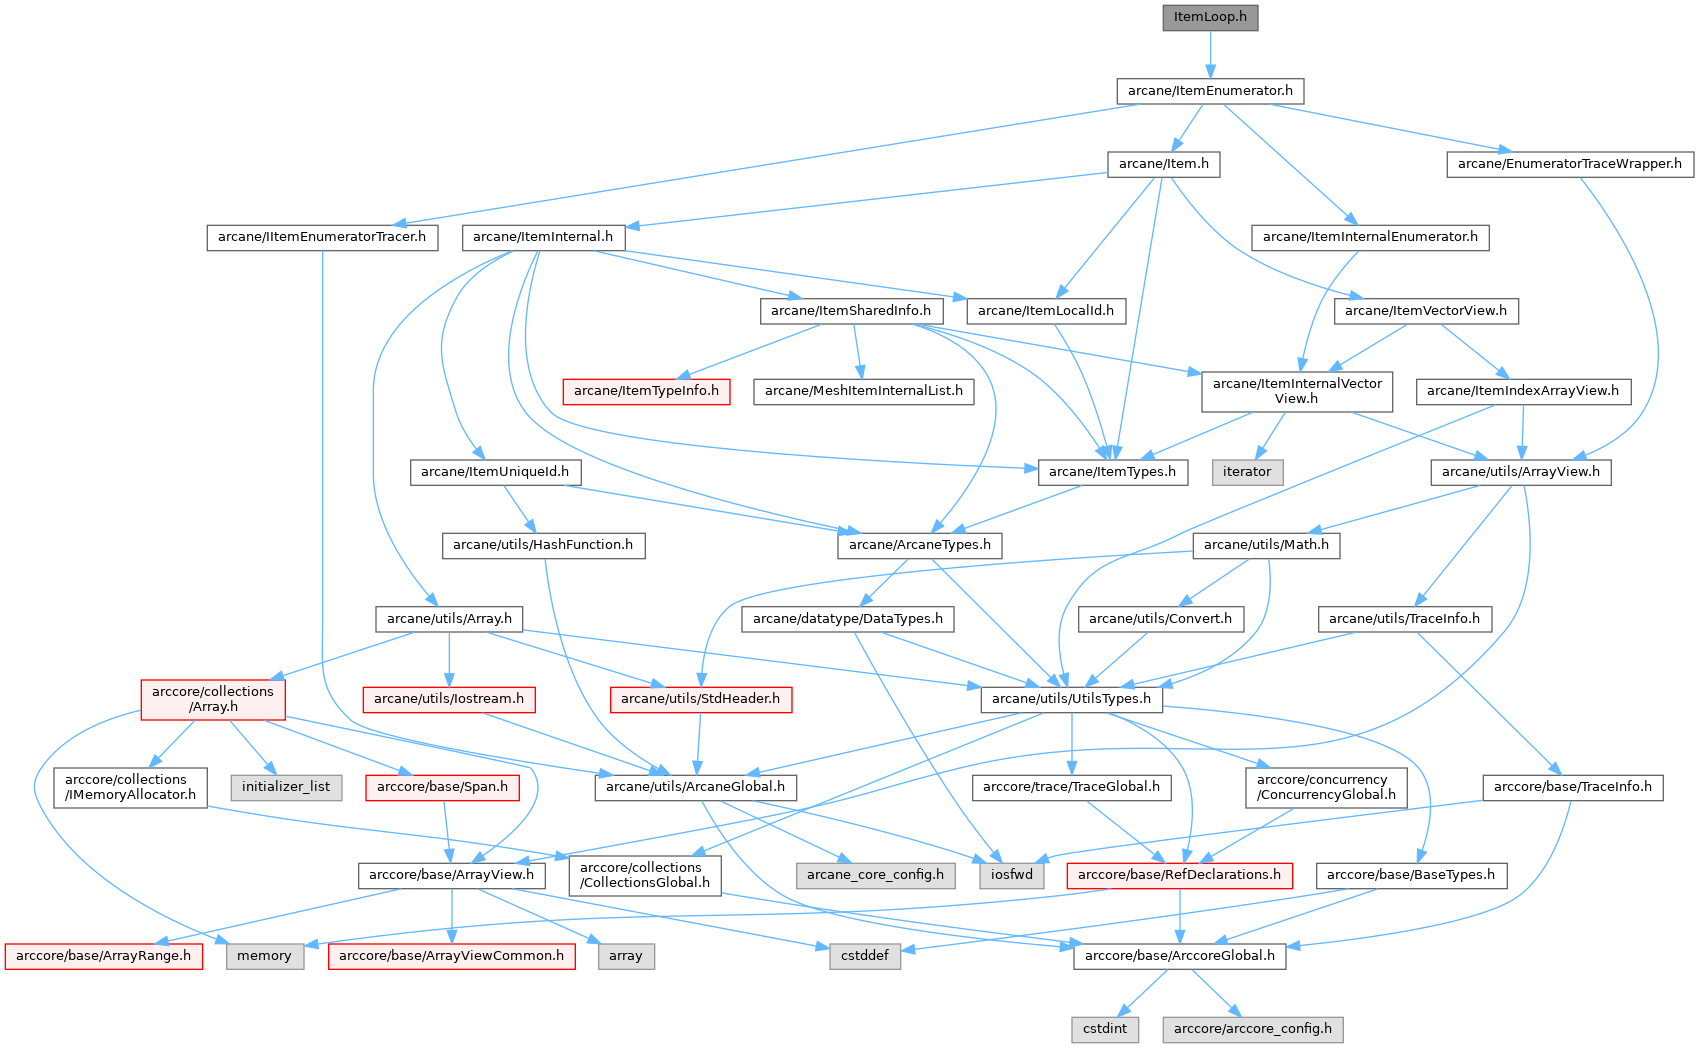 ItemLoop.h
arcane/ItemEnumerator.h
arcane/Item.h
arcane/EnumeratorTraceWrapper.h
arcane/IItemEnumeratorTracer.h
arcane/ItemInternal.h
arcane/ItemInternalEnumerator.h
arcane/ItemSharedInfo.h
arcane/ItemLocalId.h
arcane/ItemVectorView.h
arcane/ItemTypeInfo.h
arcane/MeshItemInternalList.h
arcane/ItemInternalVector
View.h
arcane/ItemIndexArrayView.h
arcane/ItemUniqueId.h
arcane/ItemTypes.h
iterator
arcane/utils/ArrayView.h
arcane/utils/HashFunction.h
arcane/ArcaneTypes.h
arcane/utils/Math.h
arcane/utils/Array.h
arcane/datatype/DataTypes.h
arcane/utils/Convert.h
arcane/utils/TraceInfo.h
arccore/collections
/Array.h
arcane/utils/Iostream.h
arcane/utils/StdHeader.h
arcane/utils/UtilsTypes.h
arccore/collections
/IMemoryAllocator.h
initializer_list
arccore/base/Span.h
arcane/utils/ArcaneGlobal.h
arccore/trace/TraceGlobal.h
arccore/concurrency
/ConcurrencyGlobal.h
arccore/base/TraceInfo.h
arccore/base/ArrayView.h
arccore/collections
/CollectionsGlobal.h
arcane_core_config.h
iosfwd
arccore/base/RefDeclarations.h
arccore/base/BaseTypes.h
arccore/base/ArrayRange.h
memory
arccore/base/ArrayViewCommon.h
array
cstddef
arccore/base/ArccoreGlobal.h
cstdint
arccore/arccore_config.h